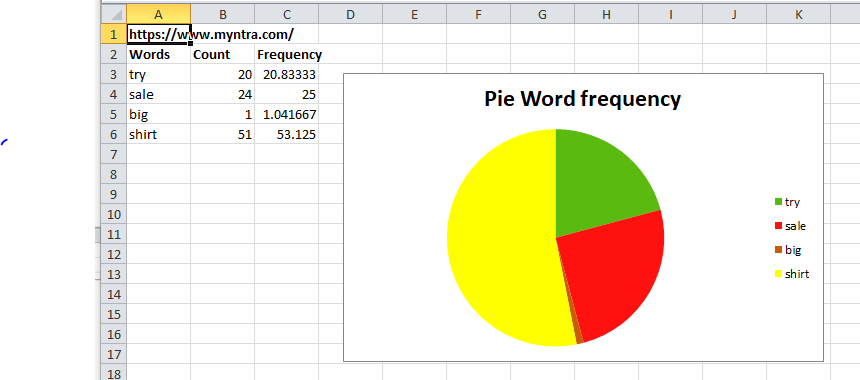 A B C D E F G H I J K
1 https://www.myntra.com/
2 Words Count Frequency
3 try 20 20.83333
4 sale 24 25
5 big 1 1.041667
6 shirt 51 53.125
7
8
9
10
11
12
13
14
15
16
17
18
Pie Word frequency
try
sale
big
shirt